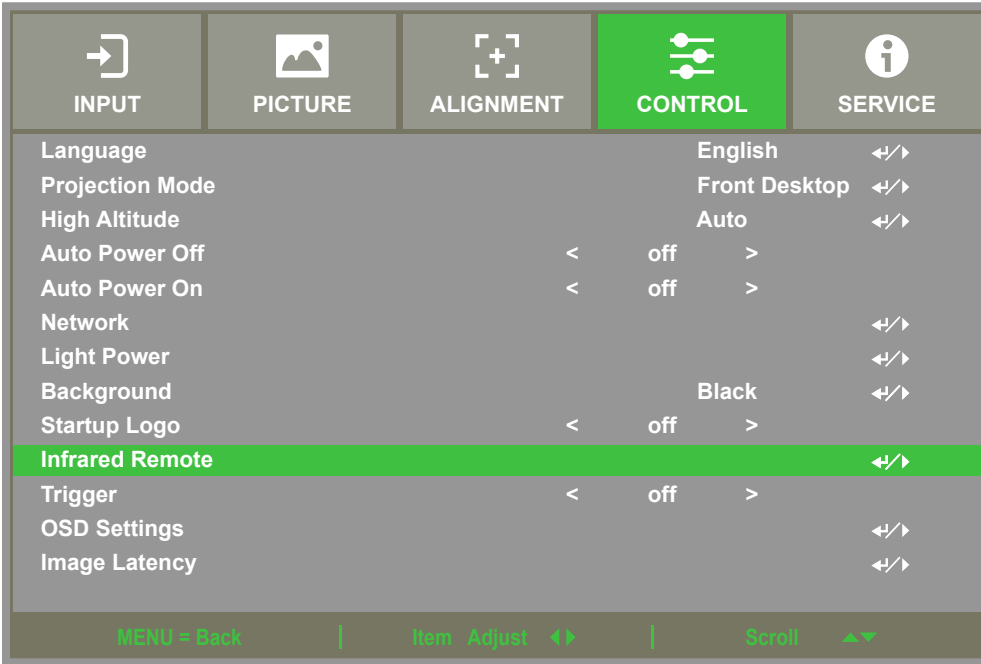 INPUT PICTURE ALIGNMENT CONTROL SERVICE
Language English
Projection Mode Front Desktop
High Altitude Auto
Auto Power Off < off >
Auto Power On < off >
Network
Light Power
Background Black
Startup Logo < off >
Infrared Remote
Trigger < off >
OSD Settings
Image Latency
MENU = Back | Item Adjust | Scroll